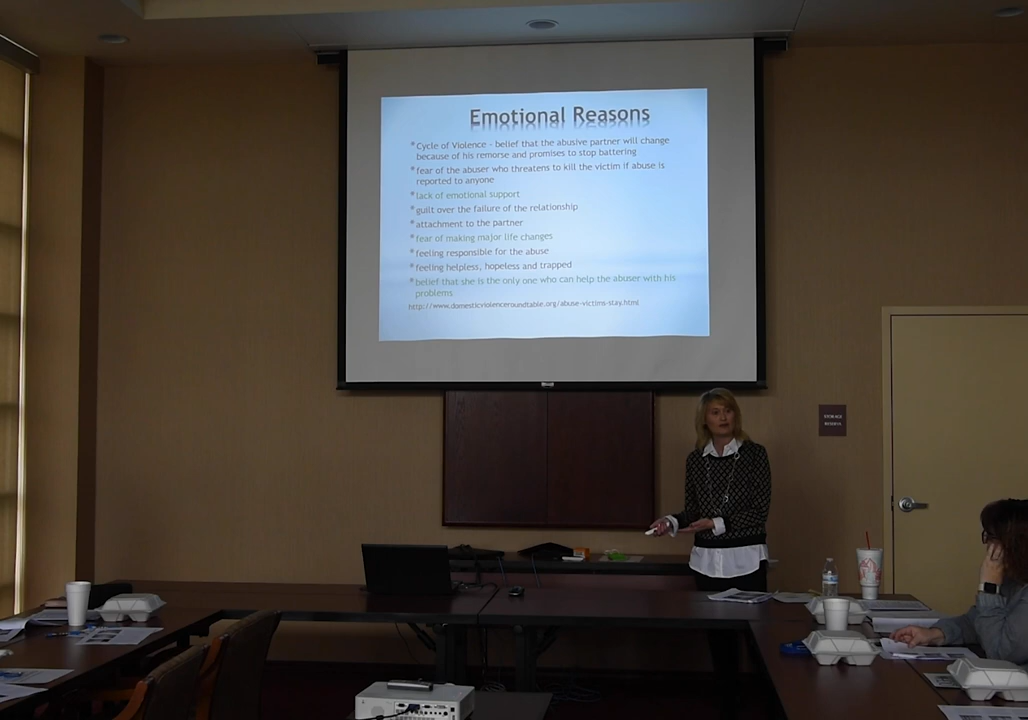 Emotional Reasons
*Cycle of Violence - belief that the abusive partner will change
because of his remorse and promises to stop battering
*fear of the abuser who threatens to kill the victim if abuse is
reported to anyone
*lack of emotional support
*guilt over the failure of the relationship
*attachment to the partner
*fear of making major life changes
*feeling responsible for the abuse
*feeling helpless, hopeless and trapped
*belief that she is the only one who can help the abuser with his
problems.
http://www.domesticviolenceroundtable.org/abuse-victims-stay.html
STORAGE